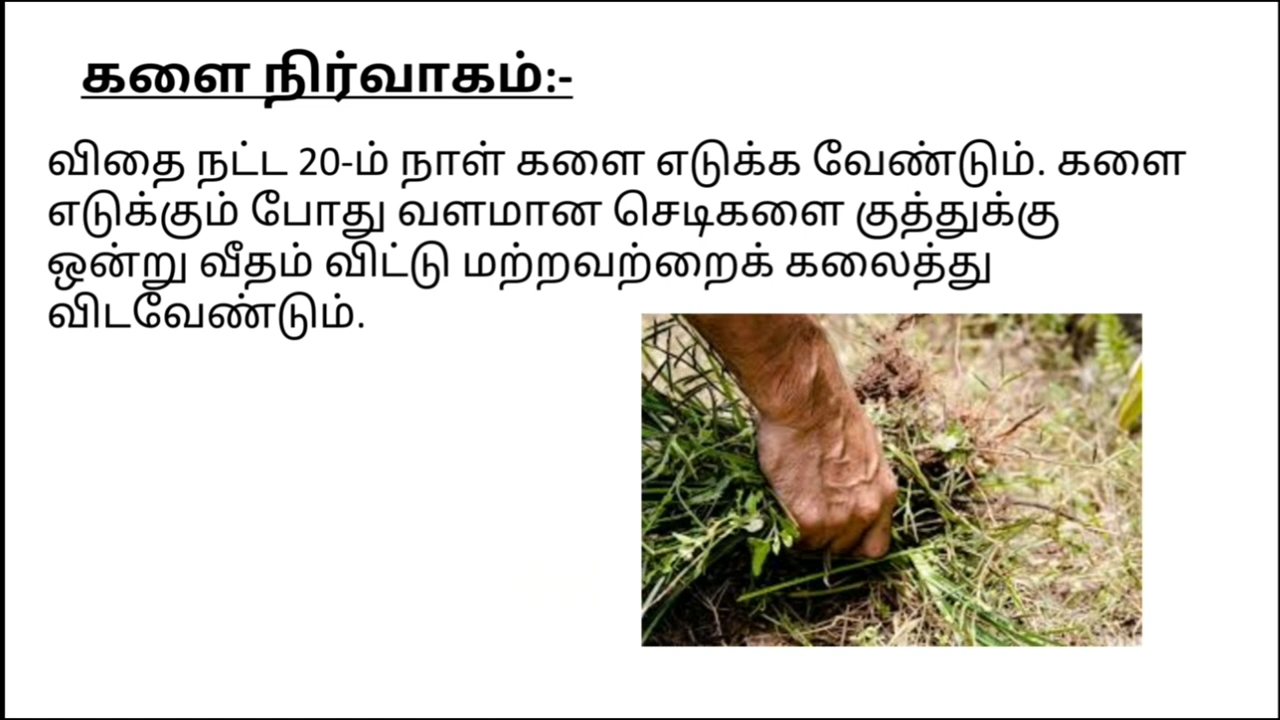 களை நிர்வாகம்:-
விதை நட்ட 20-ம் நாள் களை எடுக்க வேண்டும். களை
எடுக்கும் போது வளமான செடிகளை குத்துக்கு
ஒன்று வீதம் விட்டு மற்றவற்றைக் கலைத்து
விடவேண்டும்.